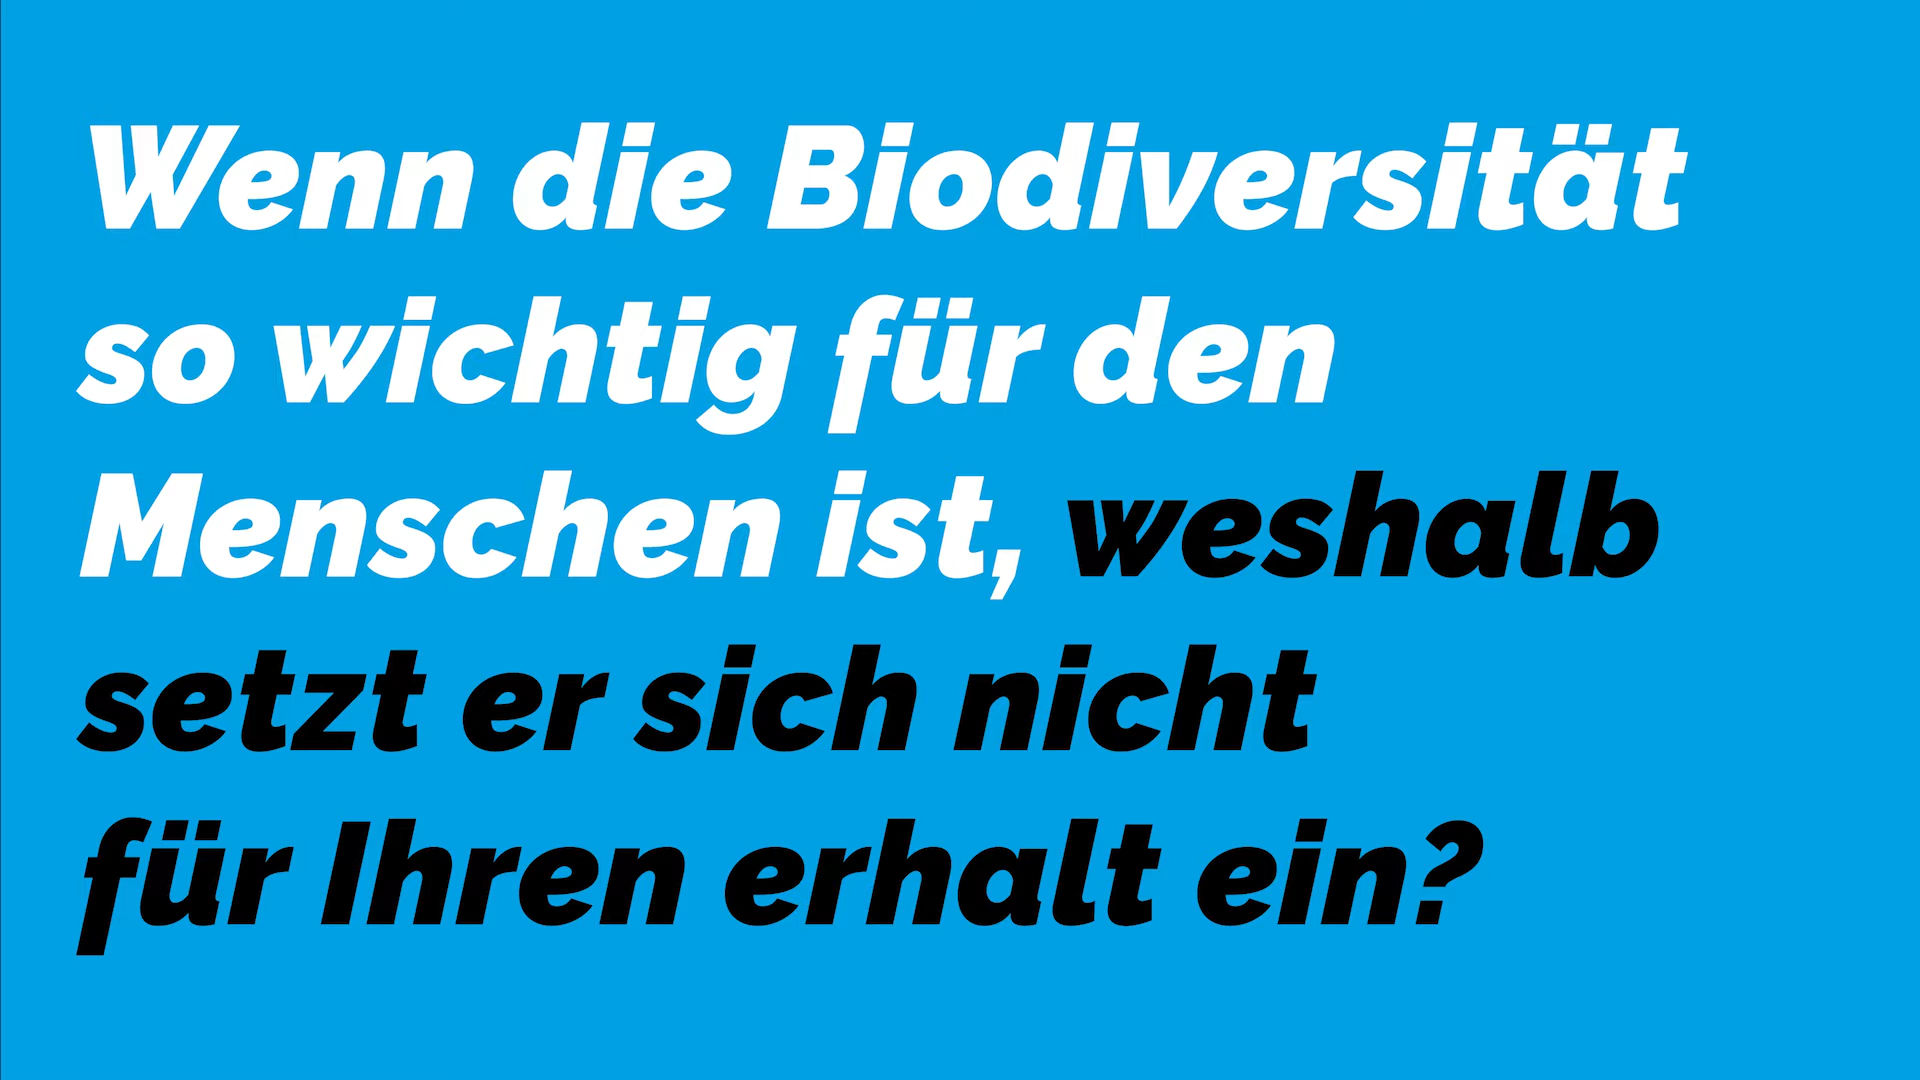 Wenn die Biodiversität
so wichtig für den
Menschen ist, weshalb
setzt er sich nicht
für Ihren erhalt ein?